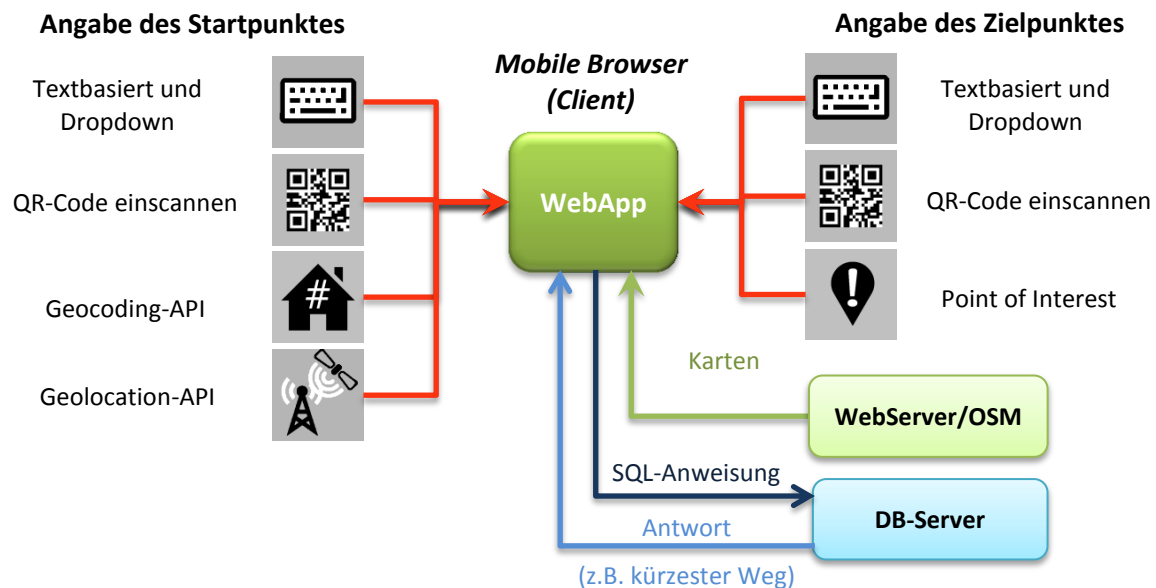 Angabe des Startpunktes
Textbasiert und
Dropdown
QR-Code einscannen
Geocoding-API
#
Geolocation-API
Mobile Browser
(Client)
WebApp
Angabe des Zielpunktes
Textbasiert und
Dropdown
QR-Code einscannen
!
Point of Interest
Karten
WebServer/OSM
SQL-Anweisung
DB-Server
Antwort
(z.B. kürzester Weg)